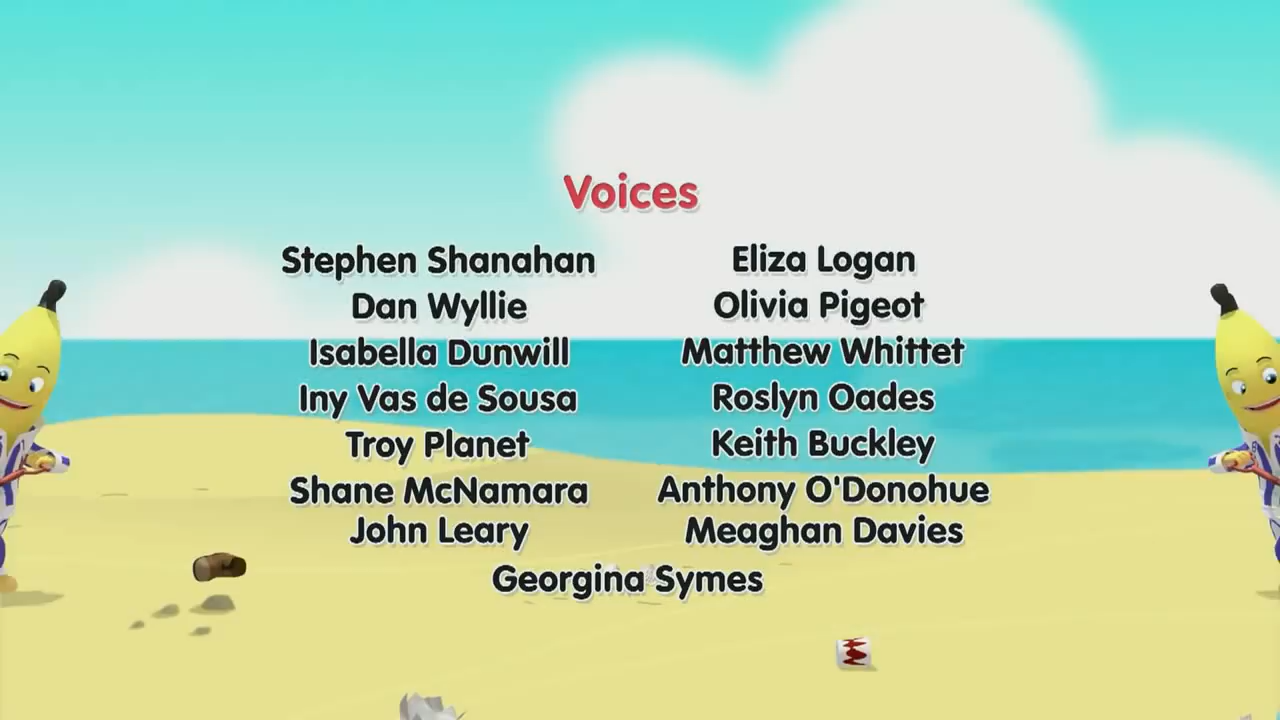 Voices
Stephen Shanahan Eliza Logan
Dan Wyllie Olivia Pigeot
Isabella Dunwill Matthew Whittet
Iny Vas de Sousa Roslyn Oades
Troy Planet Keith Buckley
Shane McNamara Anthony O'Donohue
John Leary Meaghan Davies
Georgina Symes